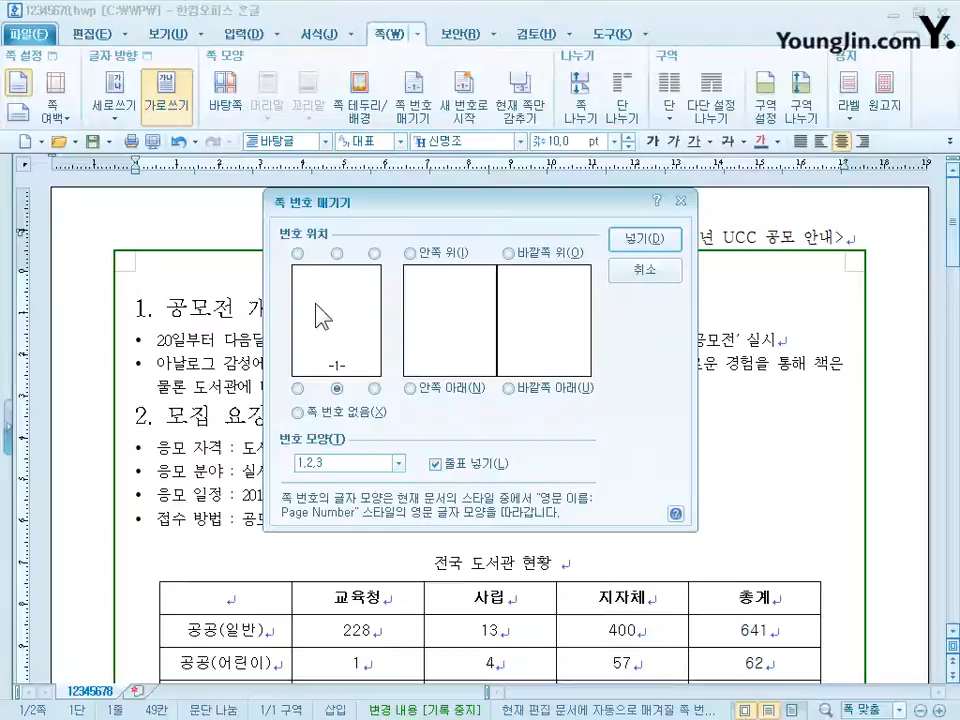 12345678.hwp [C:₩WP₩] - 한컴오피스 한글
YoungJin.com Y.
파일(F) 편집(E) 보기(U) 입력(D) 서식(J) 쪽(W) 보안(R) 검토(H) 도구(K)
쪽 설정 글자 방향 쪽 모양 나누기 구역
쪽 여백 세로쓰기 가로쓰기 바탕쪽 머리말 꼬리말 쪽 테두리/배경 쪽 번호 매기기 새 번호로 시작 현재 쪽만 감추기 쪽 나누기 단 나누기 단 다단 설정 나누기 구역 설정 구역 나누기 라벨 원고지
바탕글 대표 신명조 10,0 pt 가 가 가 가 가
쪽 번호 매기기
년 UCC 공모 안내>
번호 위치
넣기(D)
안쪽 위(I) 바깥쪽 위(O)
취소
1. 공모전
20일부터 다음달
공모전' 실시
아날로그 감성에
경험을 통해 책은
물론 도서관에
-1-
안쪽 아래(N) 바깥쪽 아래(U)
쪽 번호 없음(X)
2. 모집 요강
번호 모양(T)
응모 자격 : 도
1,2,3 줄표 넣기(L)
응모 분야 : 실
응모 일정 : 201
쪽 번호의 글자 모양은 현재 문서의 스타일 중에서 "영문 이름:
Page Number" 스타일의 영문 글자 모양을 따라갑니다.
접수 방법 : 공
전국 도서관 현황
교육청 사립 지자체 총계
공공(일반) 228 13 400 641
공공(어린이) 1 4 57 62
12345678
1/2쪽 1단 1줄 49칸 문단 나눔 1/1 구역 삽입 변경 내용 [기록 중지] 현재 편집 문서에 자동으로 매겨질 쪽 번... 폭 맞춤